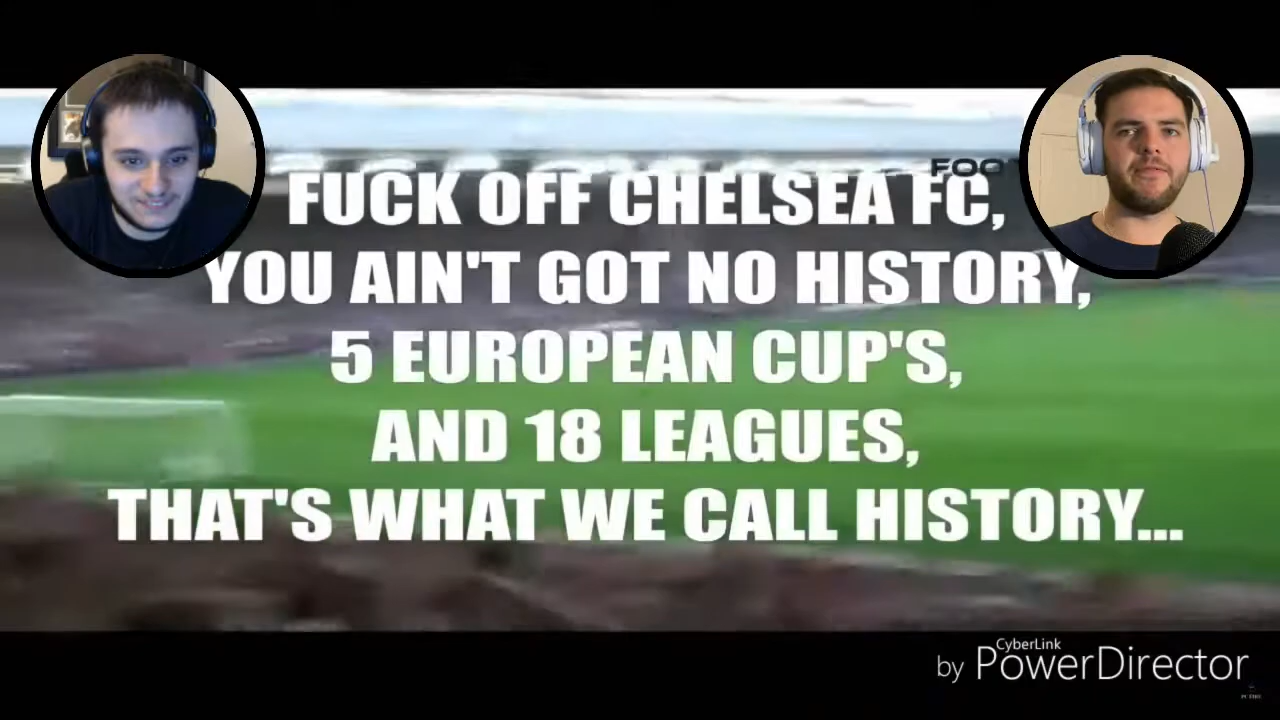 FOO
FUCK OFF CHELSEA FC,
YOU AIN'T GOT NO HISTORY,
5 EUROPEAN CUP'S,
AND 18 LEAGUES,
THAT'S WHAT WE CALL HISTORY...
CyberLink
by PowerDirector